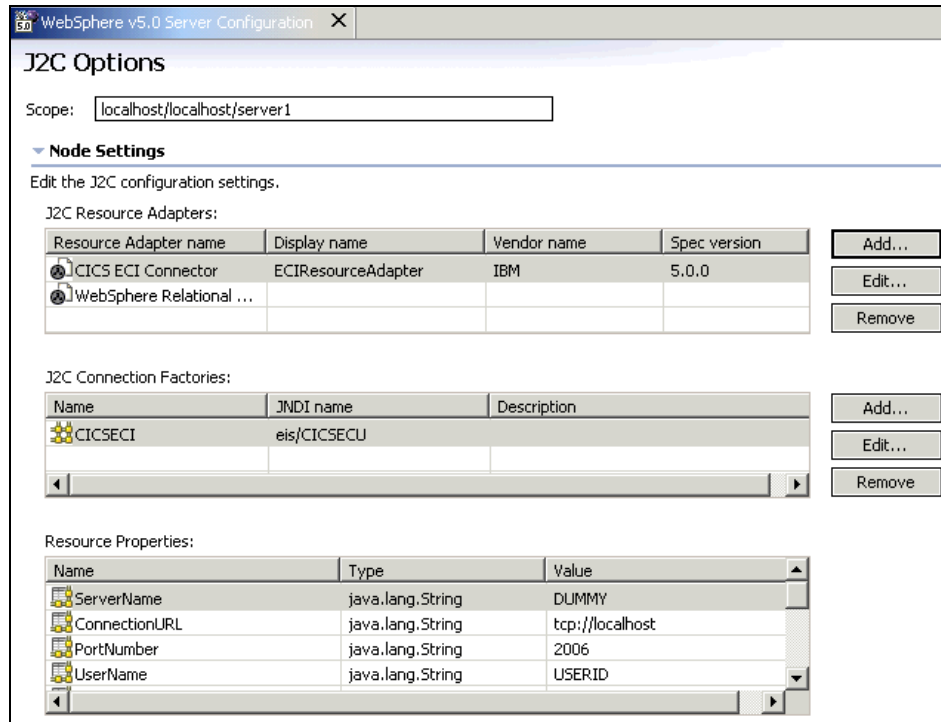 WebSphere v5.0 Server Configuration X
J2C Options
Scope: localhost/localhost/server1
Node Settings
Edit the J2C configuration settings.
J2C Resource Adapters:
Resource Adapter name Display name Vendor name Spec version Add...
CICS ECI Connector ECIResourceAdapter IBM 5.0.0
Edit...
WebSphere Relational ...
Remove
J2C Connection Factories:
Name JNDI name Description Add...
CICSECI eis/CICSECU
Edit...
Remove
Resource Properties:
Name Type Value
ServerName java.lang.String DUMMY
ConnectionURL java.lang.String tcp://localhost
PortNumber java.lang.String 2006
UserName java.lang.String USERID